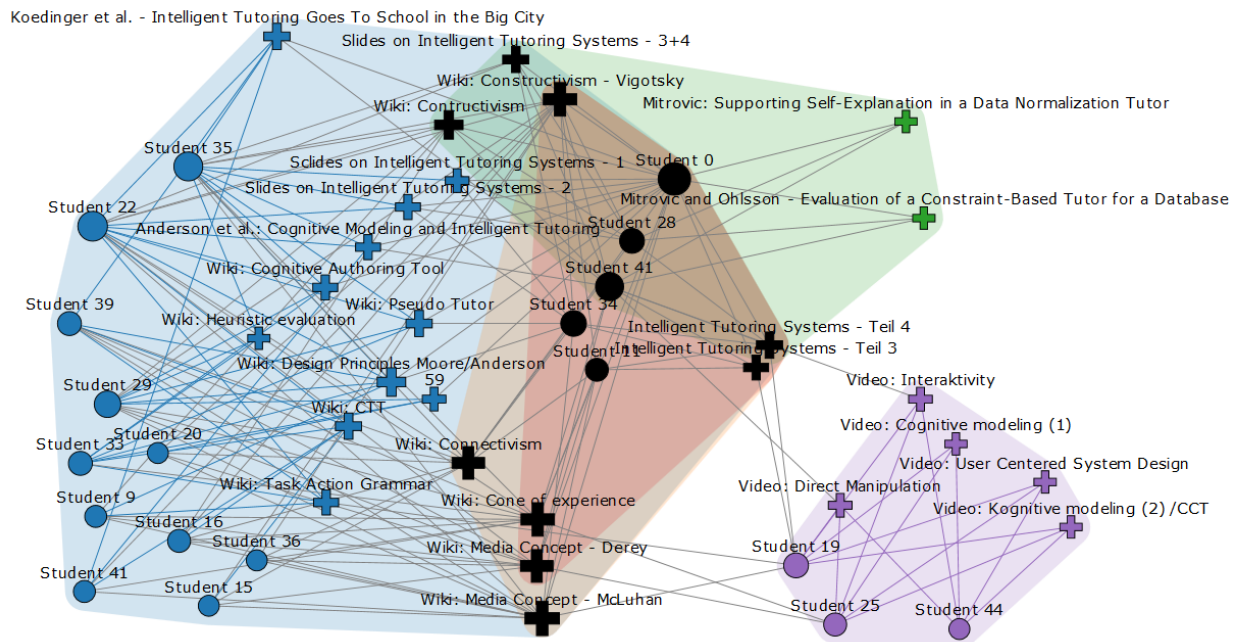 Koedinger et al. - Intelligent Tutoring Goes To School in the Big City
Slides on Intelligent Tutoring Systems - 3+4
Wiki: Constructivism - Vigotsky
Wiki: Contructivism
Mitrovic: Supporting Self-Explanation in a Data Normalization Tutor
Student 35
Sclides on Intelligent Tutoring Systems - 1
Student 0
Slides on Intelligent Tutoring Systems - 2
Mitrovic and Ohlsson - Evaluation of a Constraint-Based Tutor for a Database
Student 22
Student 28
Anderson et al.: Cognitive Modeling and Intelligent Tutoring
Wiki: Cognitive Authoring Tool
Student 41
Student 39
Wiki: Pseudo Tutor
Student 34
Wiki: Heuristic evaluation
Intelligent Tutoring Systems - Teil 4
Intelligent Tutoring Systems - Teil 3
Student 11
Wiki: Design Principles Moore/Anderson
59
Video: Interaktivity
Student 29
Wiki: CTT
Video: Cognitive modeling (1)
Student 20
Student 33
Wiki: Connectivism
Video: User Centered System Design
Wiki: Task Action Grammar
Video: Direct Manipulation
Student 9
Wiki: Cone of experience
Video: Kognitive modeling (2)/CCT
Student 16
Student 36
Wiki: Media Concept - Derey
Student 19
Student 41
Student 15
Wiki: Media Concept - McLuhan
Student 25
Student 44